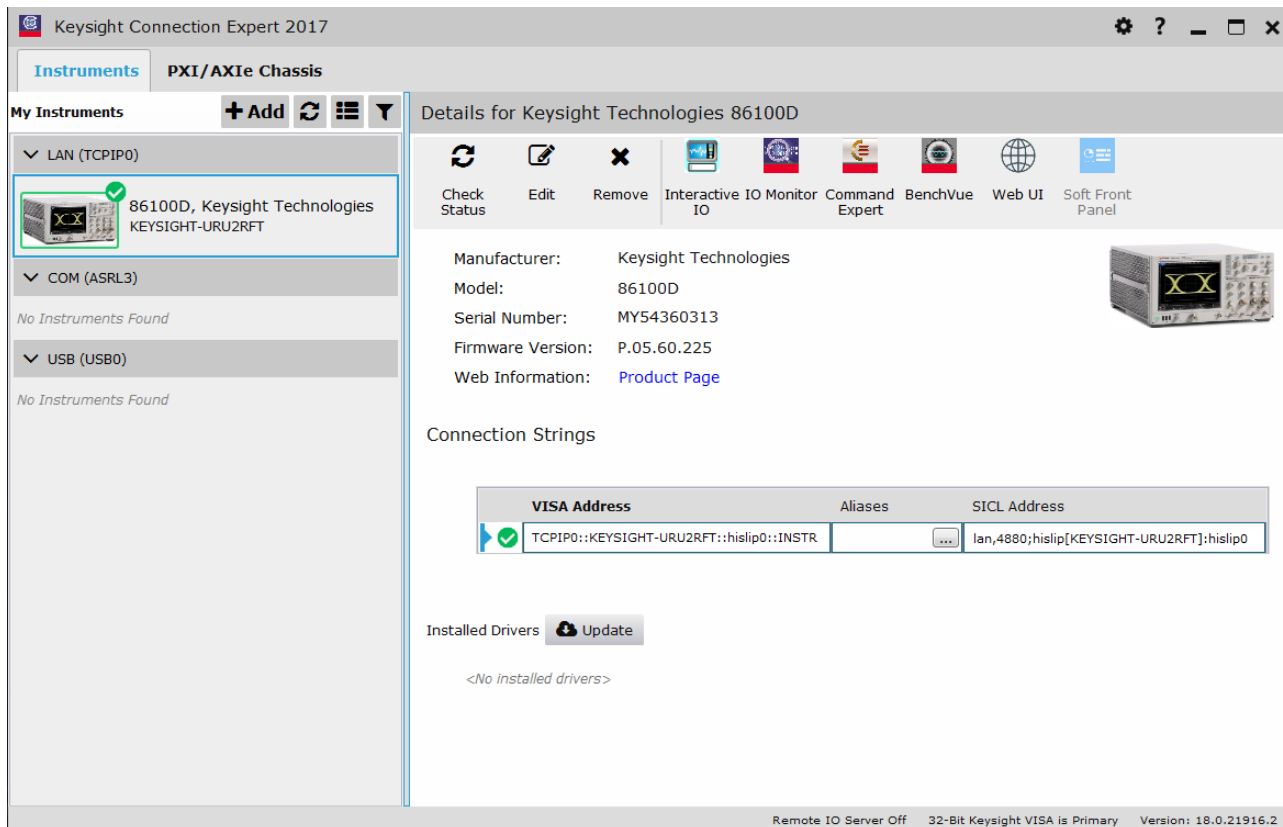 Keysight Connection Expert 2017
Instruments PXI/AXIe Chassis
My Instruments
Add
LAN (TCPIP0)
86100D, Keysight Technologies
KEYSIGHT-URU2RFT
COM (ASRL3)
No Instruments Found
USB (USB0)
No Instruments Found
Details for Keysight Technologies 86100D
Check Status
Edit
Remove
Interactive IO
IO Monitor
Command Expert
BenchVue
Web UI
Soft Front Panel
Manufacturer: Keysight Technologies
Model: 86100D
Serial Number: MY54360313
Firmware Version: P.05.60.225
Web Information: Product Page
Connection Strings
VISA Address Aliases SICL Address
TCPIP0::KEYSIGHT-URU2RFT::hislip0::INSTR ... lan,4880;hislip[KEYSIGHT-URU2RFT]:hislip0
Installed Drivers Update
<No installed drivers>
Remote IO Server Off 32-Bit Keysight VISA is Primary Version: 18.0.21916.2